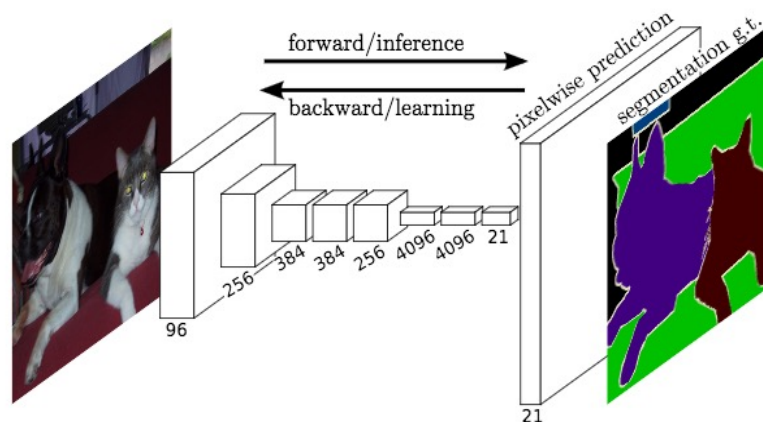 forward/inference
backward/learning
pixelwise prediction
segmentation g.t.
96
256
384
384
256
4096
4096
21
21